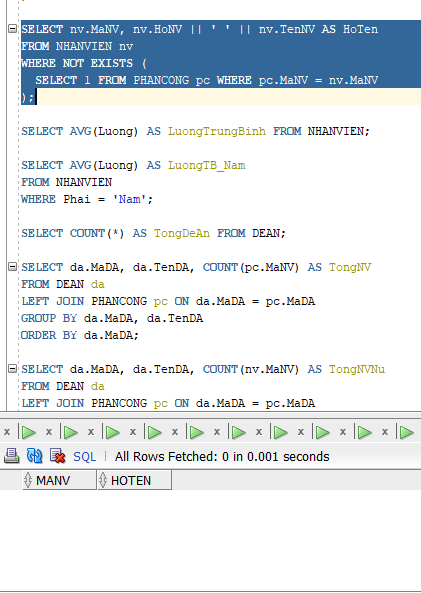 SELECT nv.MaNV, nv.HoNV || ' ' || nv.TenNV AS HoTen
FROM NHANVIEN nv
WHERE NOT EXISTS (
SELECT 1 FROM PHANCONG pc WHERE pc.MaNV = nv.MaNV
);
SELECT AVG(Luong) AS LuongTrungBinh FROM NHANVIEN;
SELECT AVG(Luong) AS LuongTB_Nam
FROM NHANVIEN
WHERE Phai = 'Nam';
SELECT COUNT(*) AS TongDeAn FROM DEAN;
SELECT da.MaDA, da.TenDA, COUNT(pc.MaNV) AS TongNV
FROM DEAN da
LEFT JOIN PHANCONG pc ON da.MaDA = pc.MaDA
GROUP BY da.MaDA, da.TenDA
ORDER BY da.MaDA;
SELECT da.MaDA, da.TenDA, COUNT(nv.MaNV) AS TongNVNu
FROM DEAN da
LEFT JOIN PHANCONG pc ON da.MaDA = pc.MaDA
x x x x x x x x x x
SQL | All Rows Fetched: 0 in 0.001 seconds
MANV HOTEN